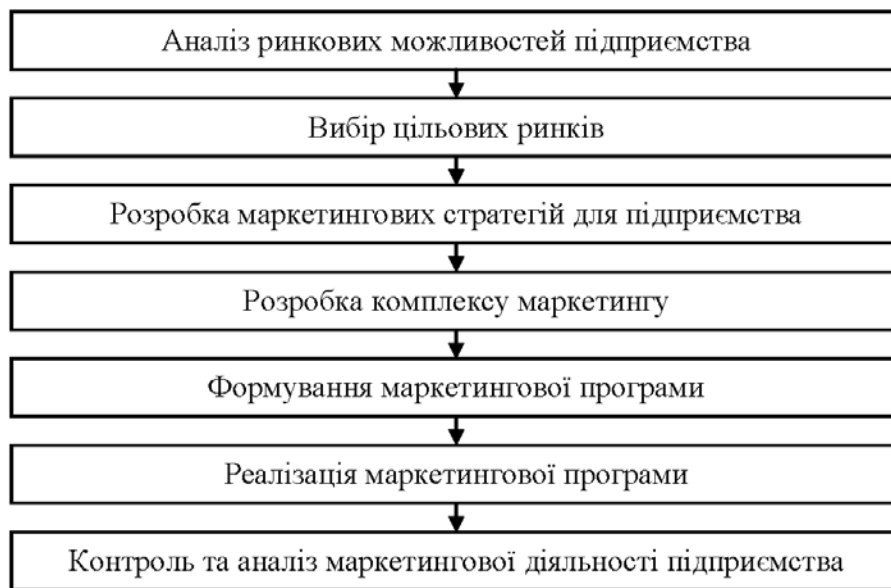 Аналіз ринкових можливостей підприємства
Вибір цільових ринків
Розробка маркетингових стратегій для підприємства
Розробка комплексу маркетингу
Формування маркетингової програми
Реалізація маркетингової програми
Контроль та аналіз маркетингової діяльності підприємства